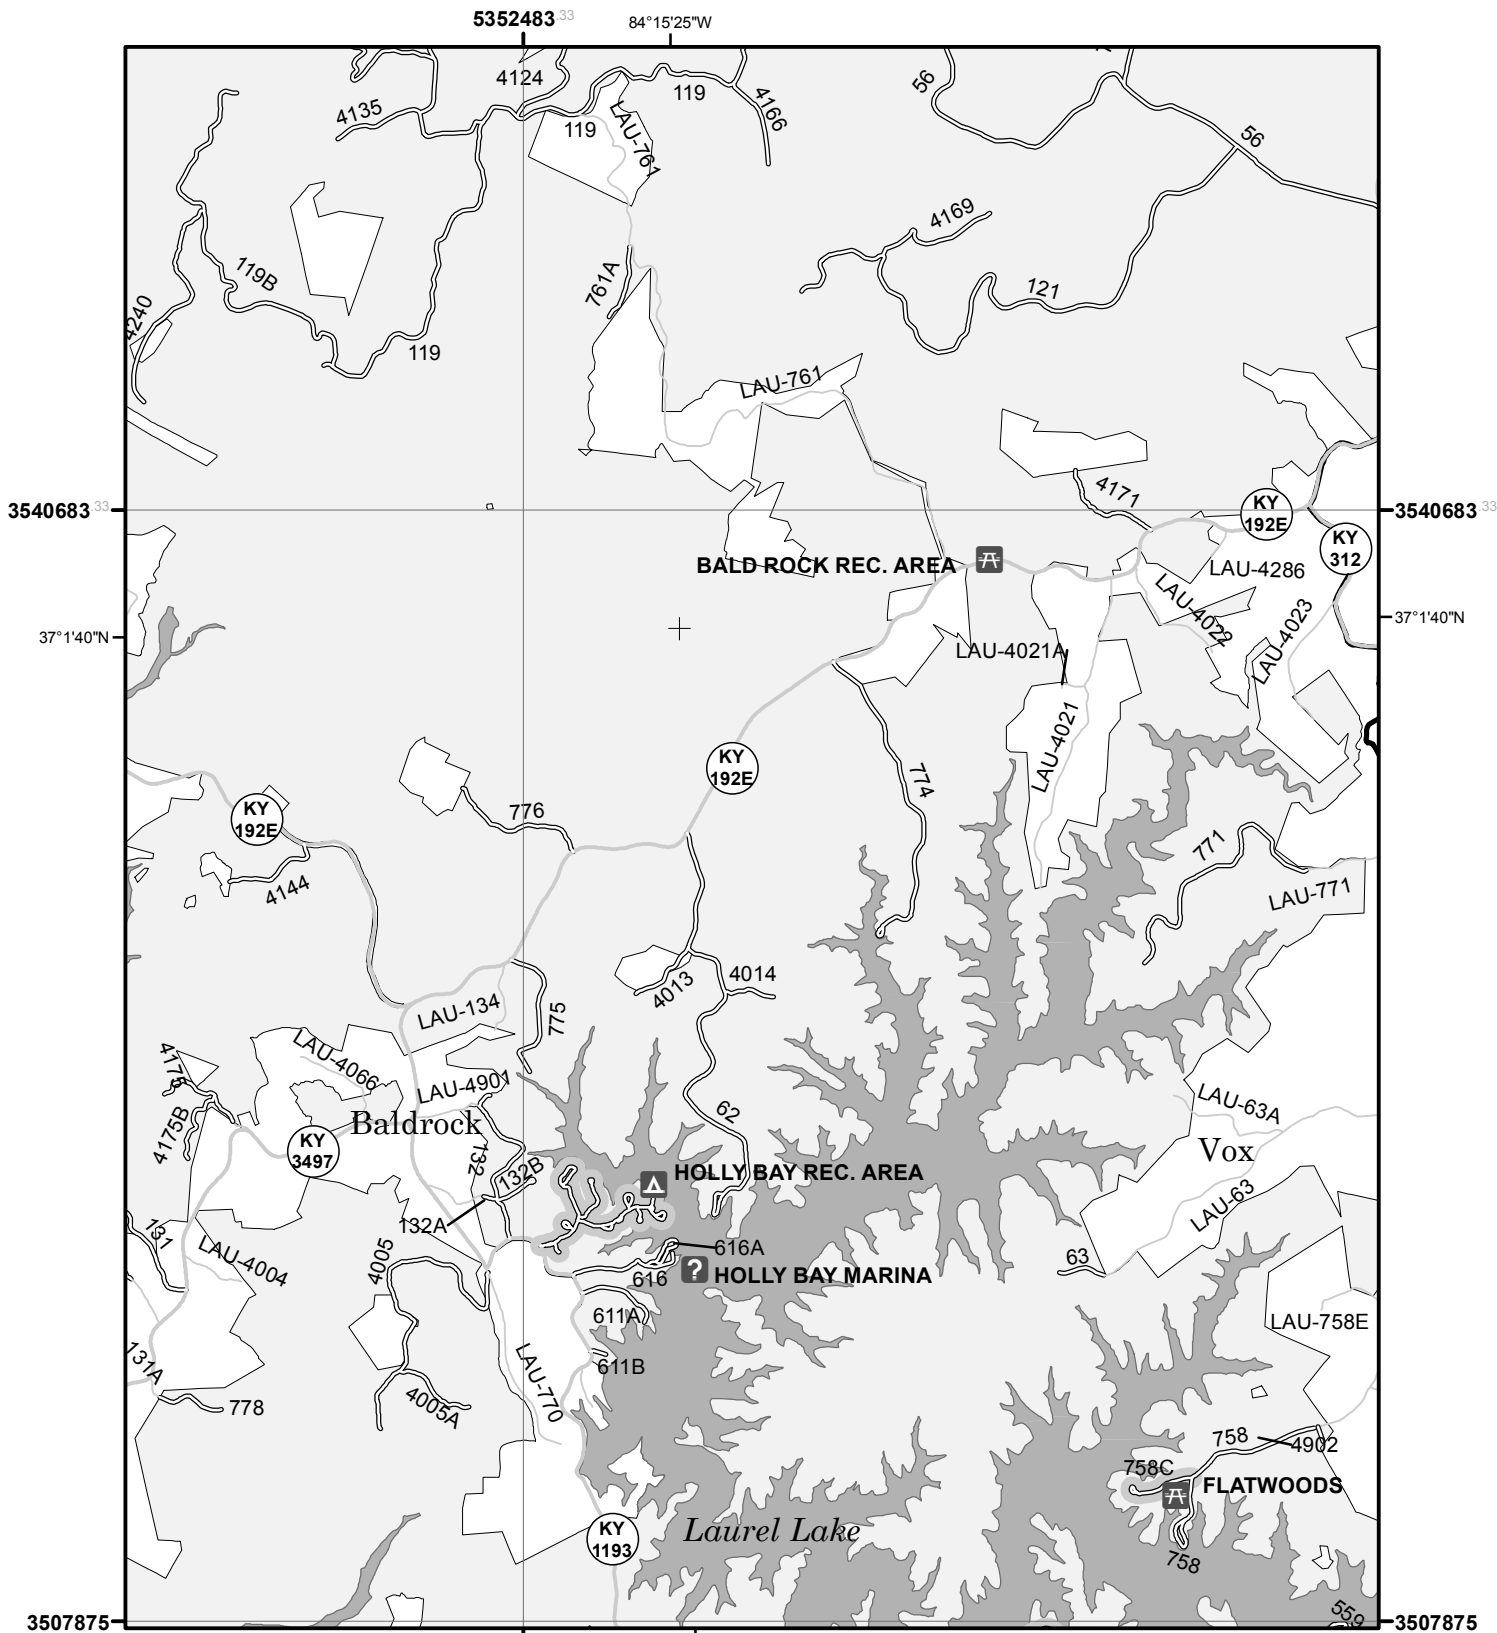 5352483.33
84°15'25"W
4124
4135
119
119
LAU-761
4166
56
56
4169
119B
761A
121
4240
119
LAU-761
4171
3540683.33
KY
192E
3540683.33
KY
312
BALD ROCK REC. AREA
LAU-4286
LAU-4022
LAU-4023
37°1'40"N
37°1'40"N
LAU-4021A
LAU-4021
KY
192E
774
KY
192E
776
771
4144
LAU-771
4013
4014
LAU-134
775
LAU-4066
4175
LAU-4901
LAU-63A
62
4175B
Baldrock
KY
3497
132
Vox
132B
HOLLY BAY REC. AREA
LAU-63
132A
131
LAU-4004
4005
616A
63
616
HOLLY BAY MARINA
611A
LAU-758E
131A
611B
LAU-770
778
4005A
758
4902
758C
FLATWOODS
KY
1193
Laurel Lake
758
559
3507875
3507875